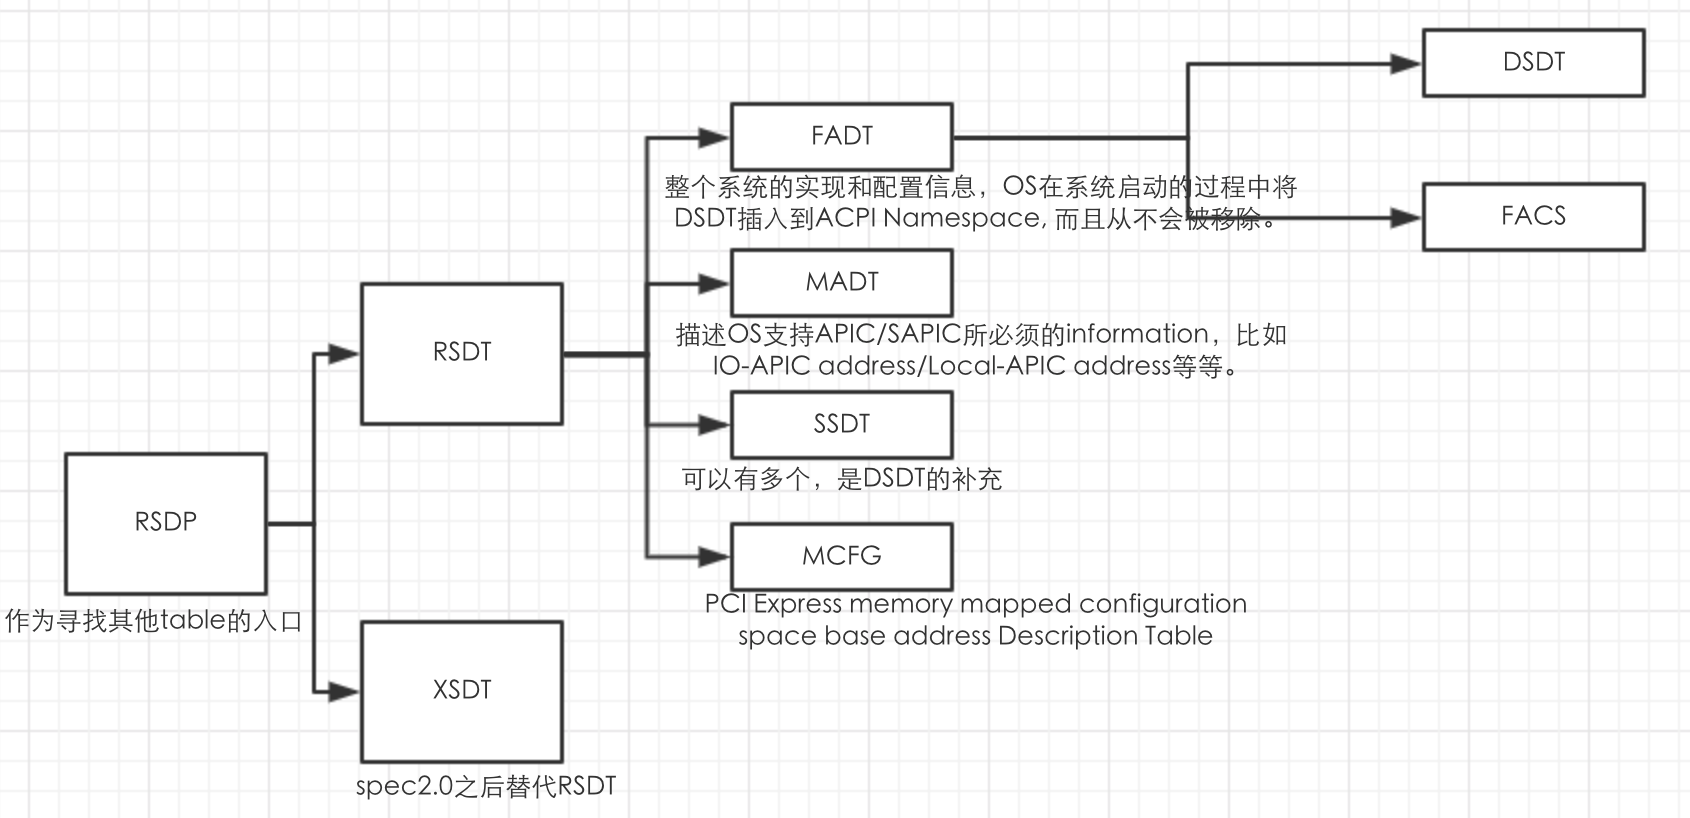 DSDT
FADT
整个系统的实现和配置信息，OS在系统启动的过程中将
DSDT插入到ACPI Namespace, 而且从不会被移除。
FACS
MADT
描述OS支持APIC/SAPIC所必须的information，比如
IO-APIC address/Local-APIC address等等。
RSDT
SSDT
可以有多个，是DSDT的补充
RSDP
作为寻找其他table的入口
MCFG
PCI Express memory mapped configuration
space base address Description Table
XSDT
spec2.0之后替代RSDT